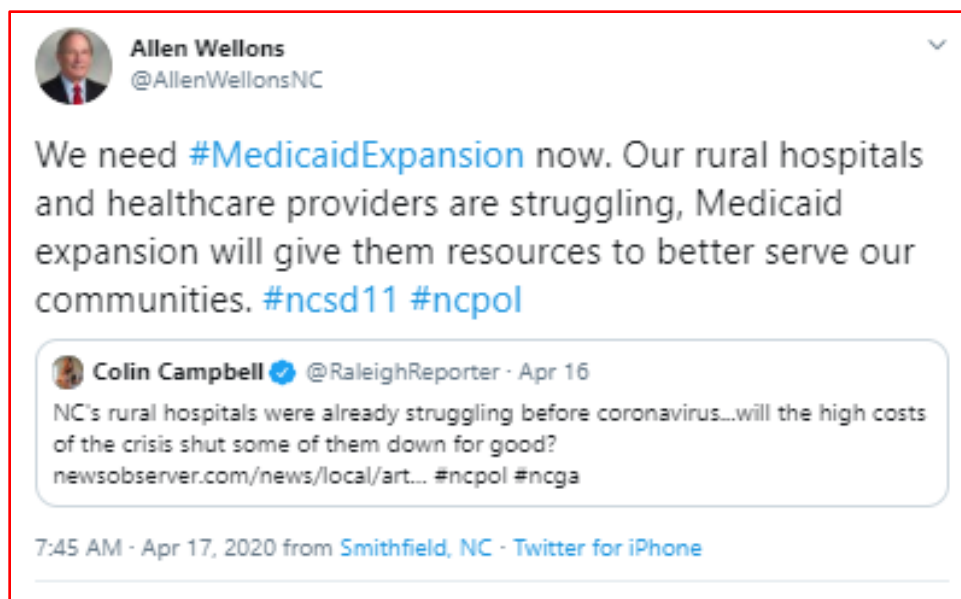 Allen Wellons
@AllenWellonsNC
We need #MedicaidExpansion now. Our rural hospitals
and healthcare providers are struggling, Medicaid
expansion will give them resources to better serve our
communities. #ncsd11 #ncpol
Colin Campbell @RaleighReporter · Apr 16
NC's rural hospitals were already struggling before coronavirus...will the high costs
of the crisis shut some of them down for good?
newsobserver.com/news/local/art... #ncpol #ncga
7:45 AM · Apr 17, 2020 from Smithfield, NC · Twitter for iPhone